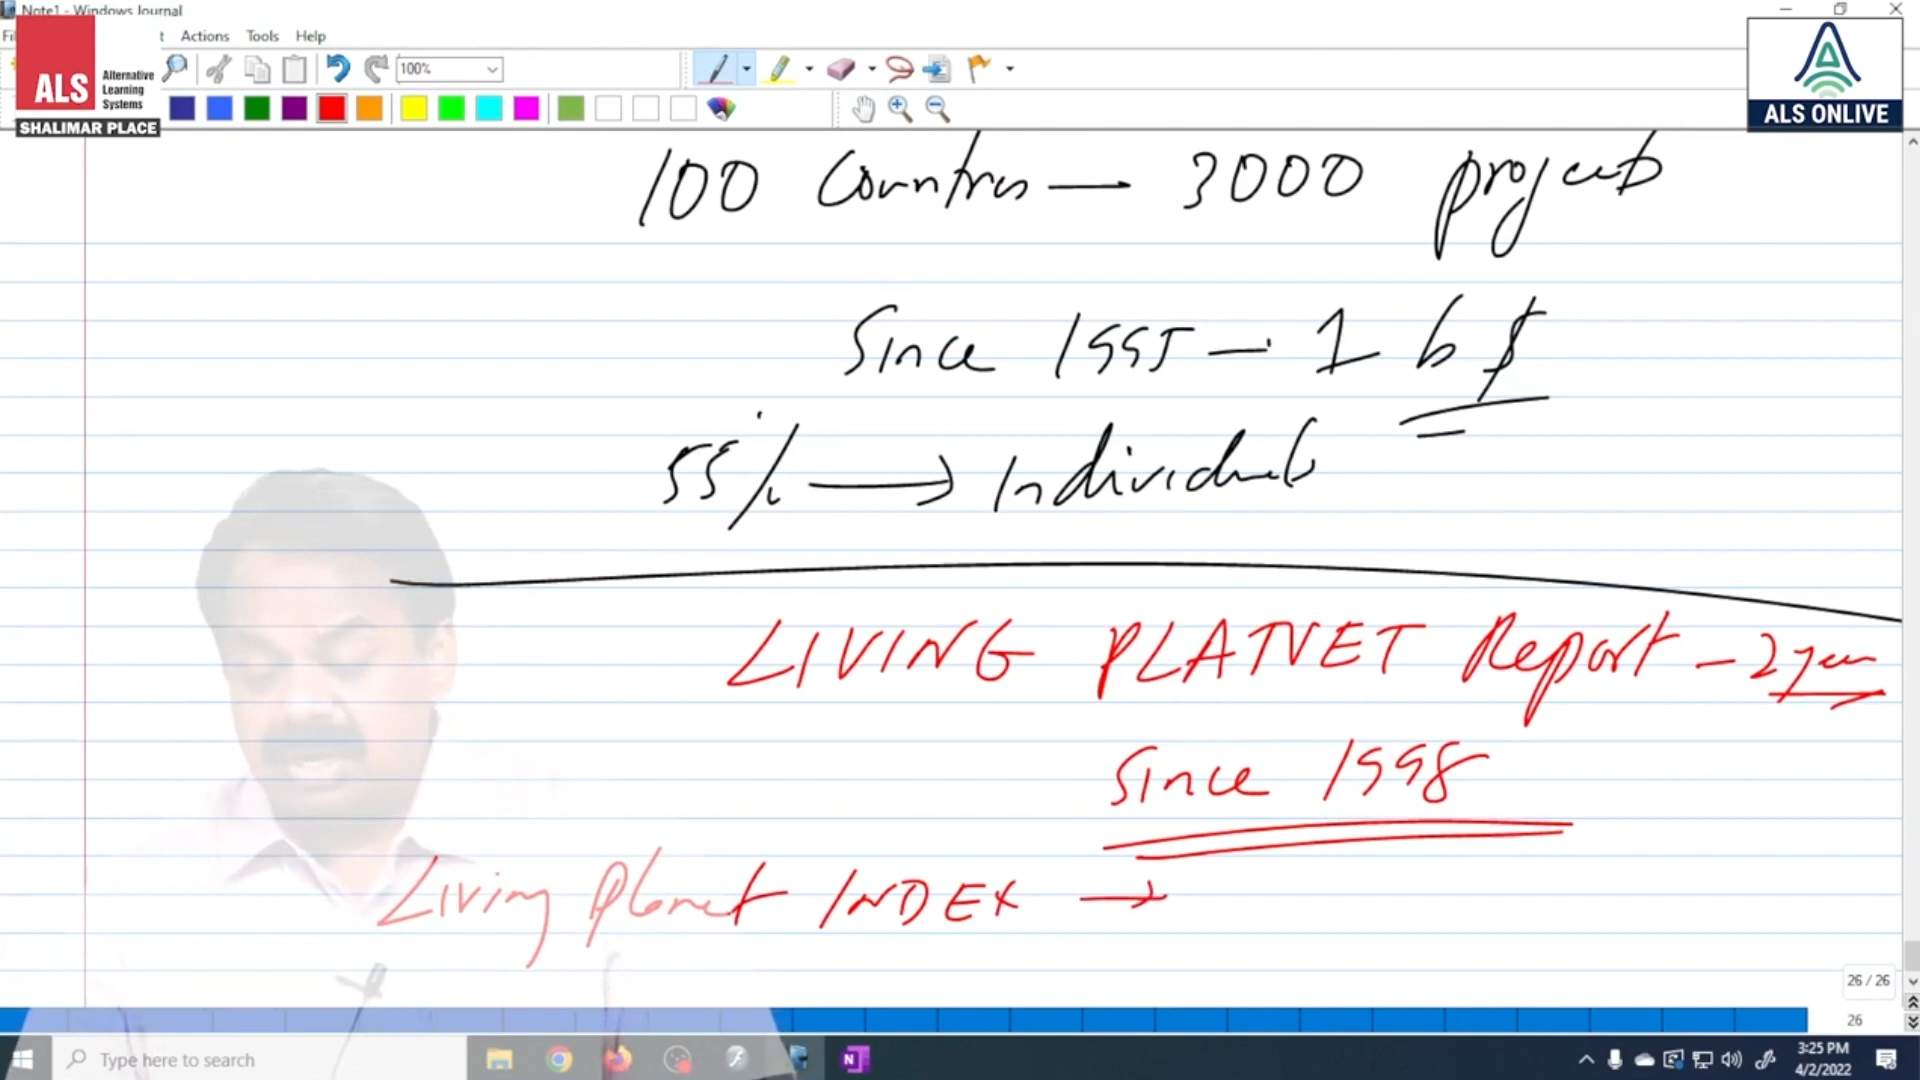 Note1 - Windows Journal
Actions Tools Help
ALS Alternative Learning Systems
SHALIMAR PLACE
100%
ALS ONLIVE
100 Countries — 3000 projects
Since 1995 — 1 b $
55% → Individuals
LIVING PLANET Report - 2 year
Since 1998
Living Planet INDEX →
26 / 26
26
Type here to search
3:25 PM
4/2/2022